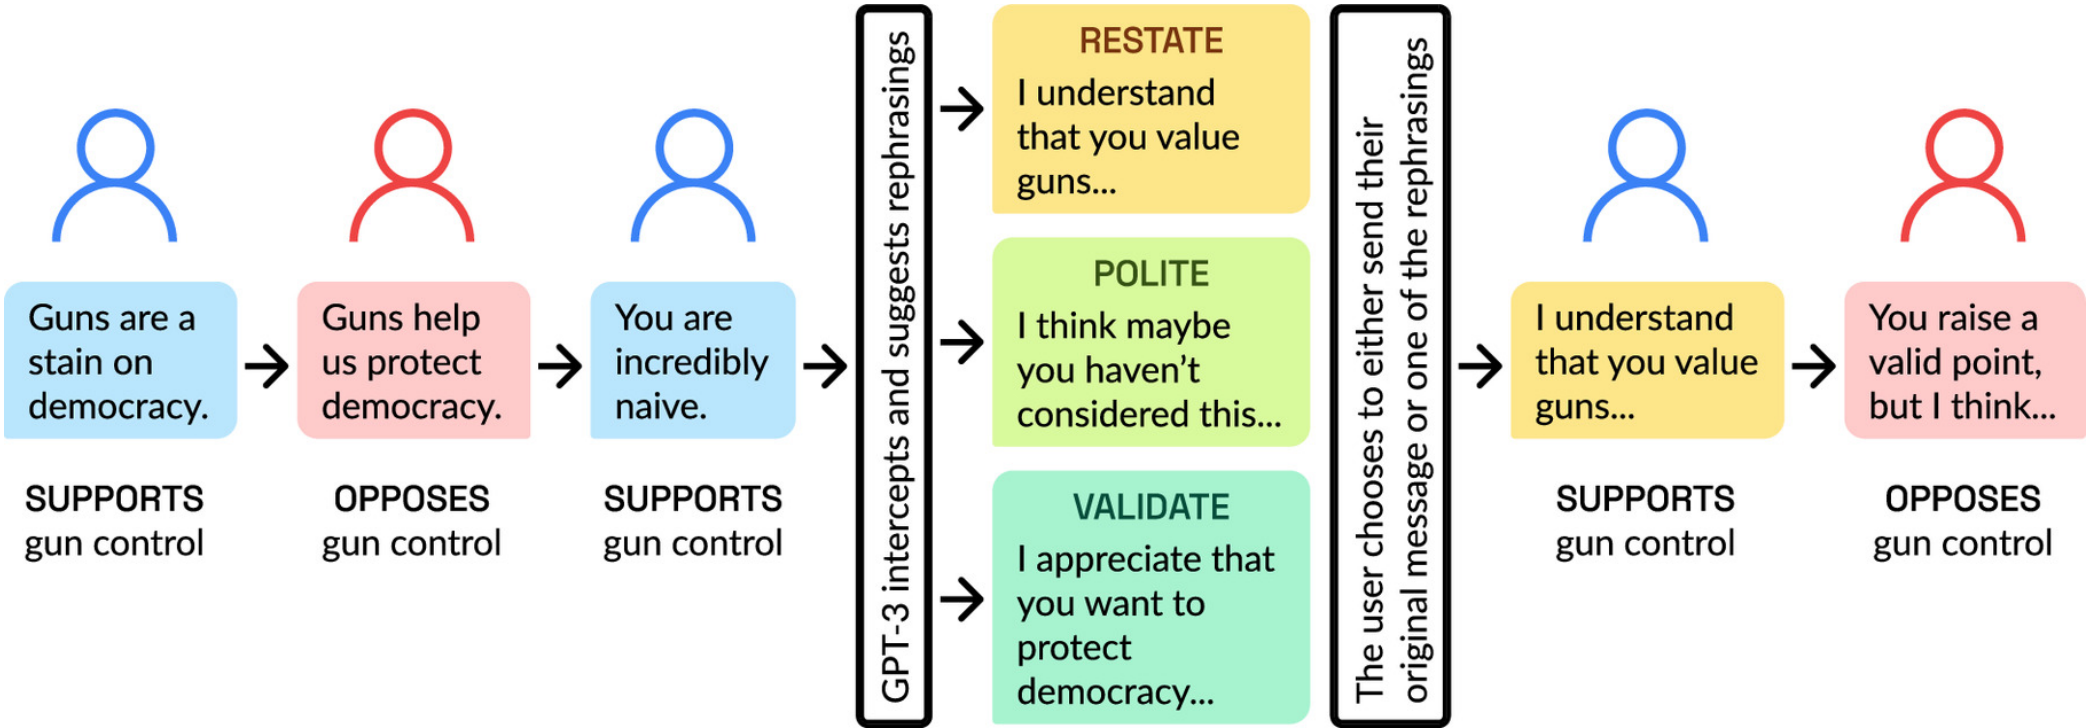 Guns are a
stain on
democracy.
SUPPORTS
gun control
Guns help
us protect
democracy.
OPPOSES
gun control
You are
incredibly
naive.
SUPPORTS
gun control
GPT-3 intercepts and suggests rephrasings
RESTATE
I understand
that you value
guns...
POLITE
I think maybe
you haven’t
considered this...
VALIDATE
I appreciate that
you want to
protect
democracy...
The user chooses to either send their
original message or one of the rephrasings
I understand
that you value
guns...
SUPPORTS
gun control
You raise a
valid point,
but I think...
OPPOSES
gun control